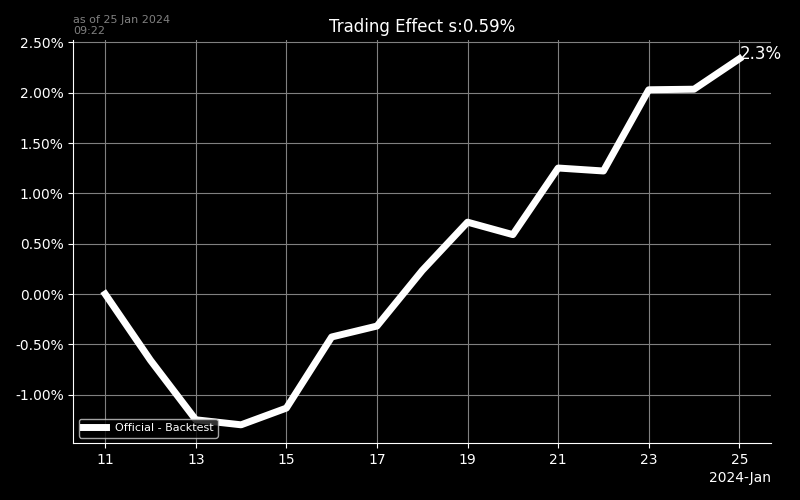 as of 25 Jan 2024
09:22
Trading Effect s:0.59%
2.50%
2.00%
1.50%
1.00%
0.50%
0.00%
-0.50%
-1.00%
2.3%
Official - Backtest
11 13 15 17 19 21 23 25
2024-Jan